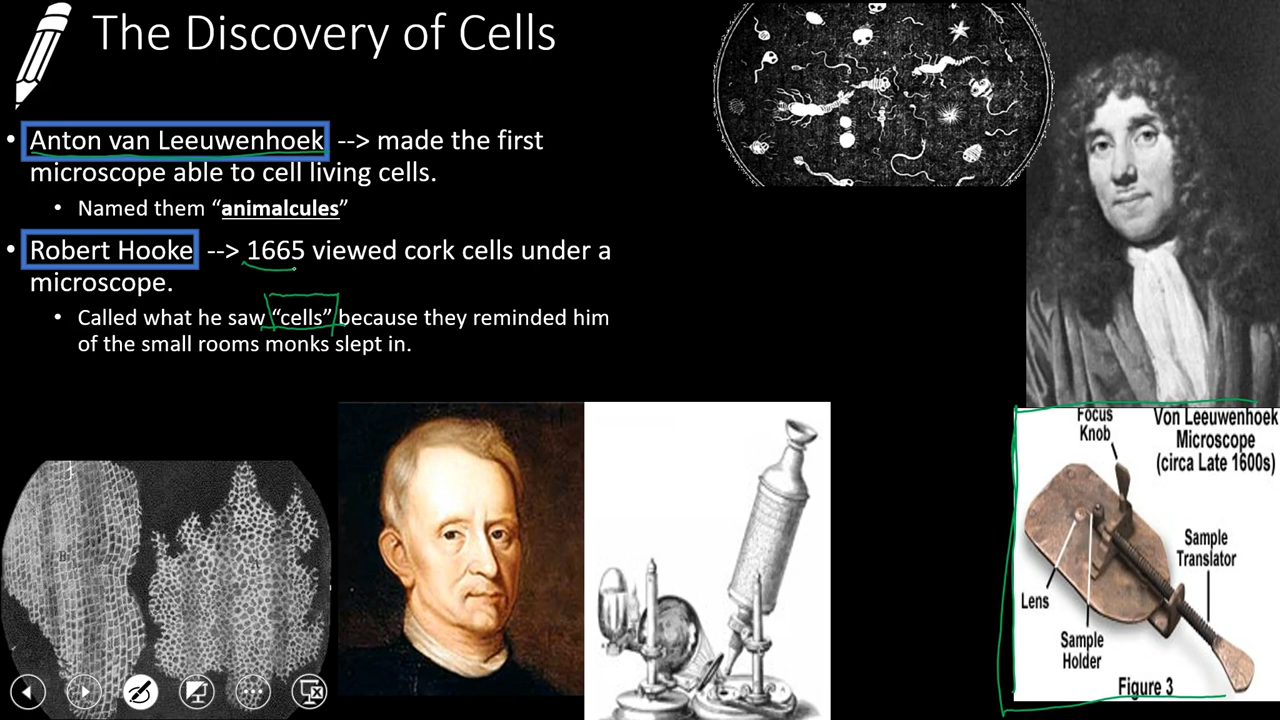 The Discovery of Cells
• Anton van Leeuwenhoek --> made the first
microscope able to cell living cells.
• Named them “animalcules”
• Robert Hooke --> 1665 viewed cork cells under a
microscope.
• Called what he saw “cells” because they reminded him
of the small rooms monks slept in.
Focus
Knob
Von Leeuwenhoek
Microscope
(circa Late 1600s)
Sample
Translator
Lens
Sample
Holder
Figure 3